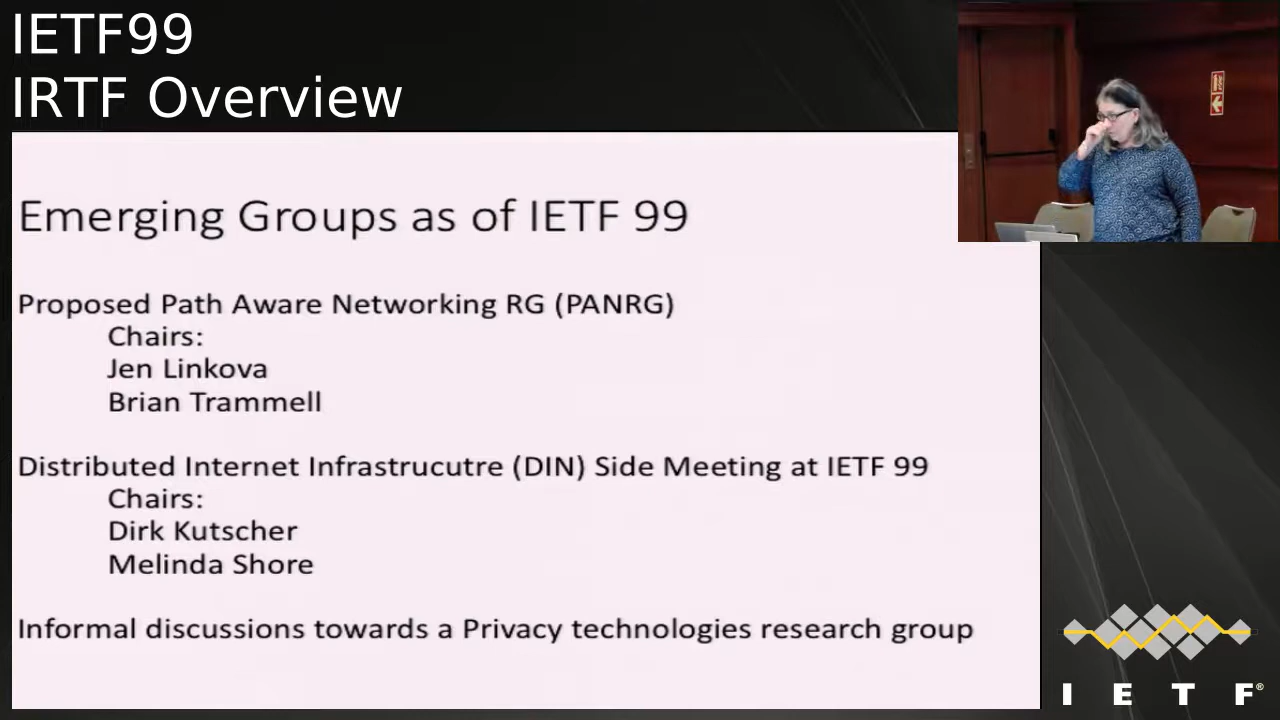 IETF99
IRTF Overview
Emerging Groups as of IETF 99
Proposed Path Aware Networking RG (PANRG)
Chairs:
Jen Linkova
Brian Trammell
Distributed Internet Infrastrucutre (DIN) Side Meeting at IETF 99
Chairs:
Dirk Kutscher
Melinda Shore
Informal discussions towards a Privacy technologies research group
I E T F®